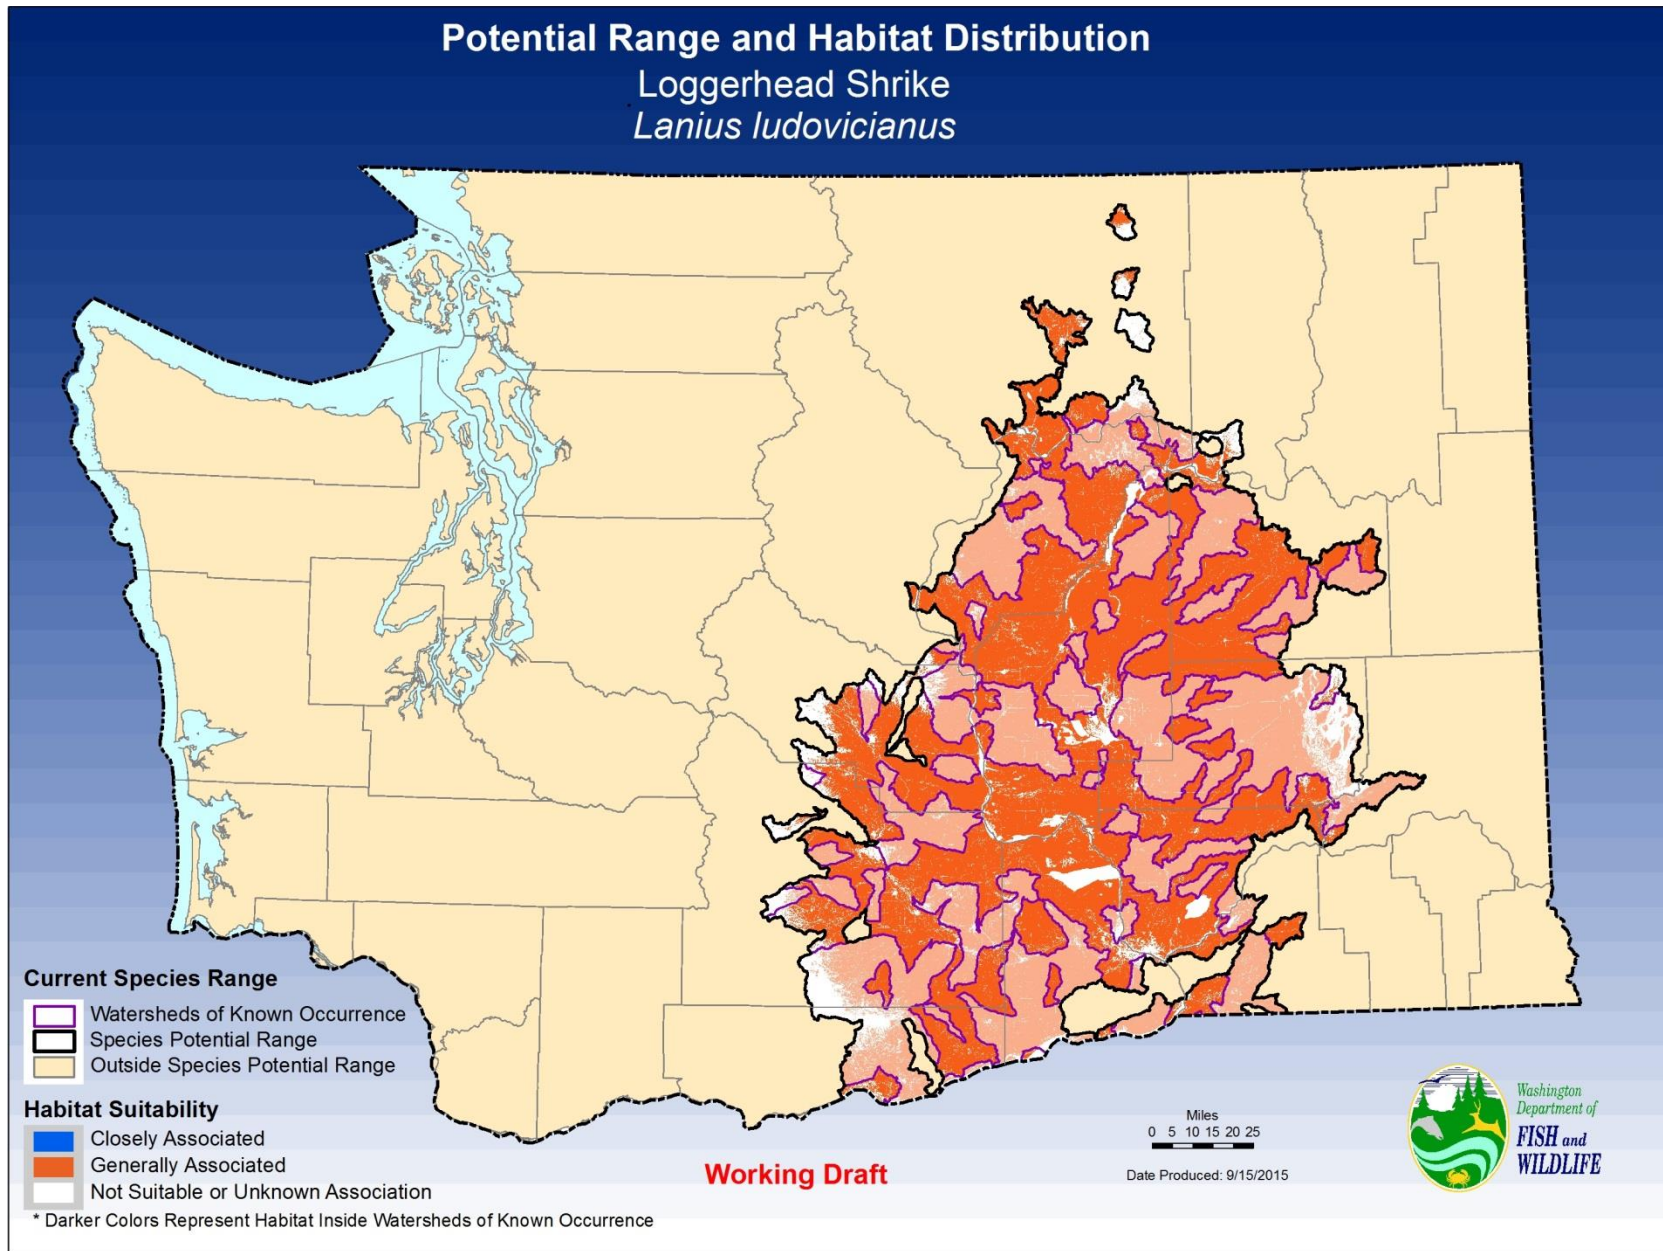 Potential Range and Habitat Distribution
Loggerhead Shrike
Lanius ludovicianus
Current Species Range
Watersheds of Known Occurrence
Species Potential Range
Outside Species Potential Range
Habitat Suitability
Closely Associated
Generally Associated
Not Suitable or Unknown Association
* Darker Colors Represent Habitat Inside Watersheds of Known Occurrence
Working Draft
Miles
0 5 10 15 20 25
Date Produced: 9/15/2015
Washington
Department of
FISH and
WILDLIFE